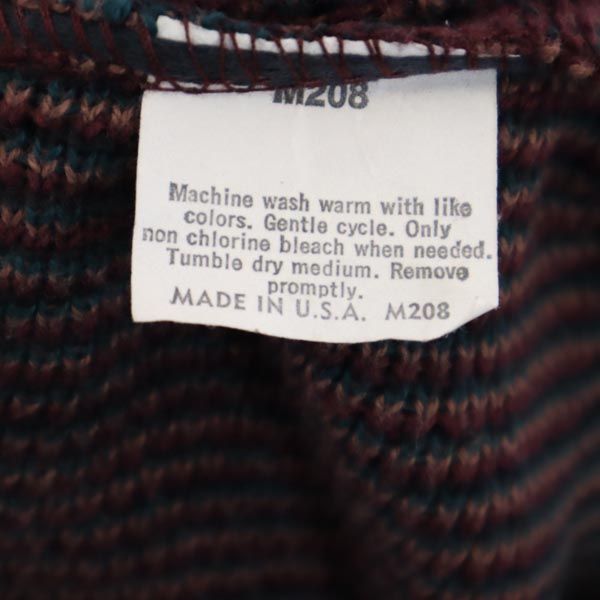 M208
Machine wash warm with like
colors. Gentle cycle. Only
non chlorine bleach when needed.
Tumble dry medium. Remove
promptly.
MADE IN U.S.A. M208